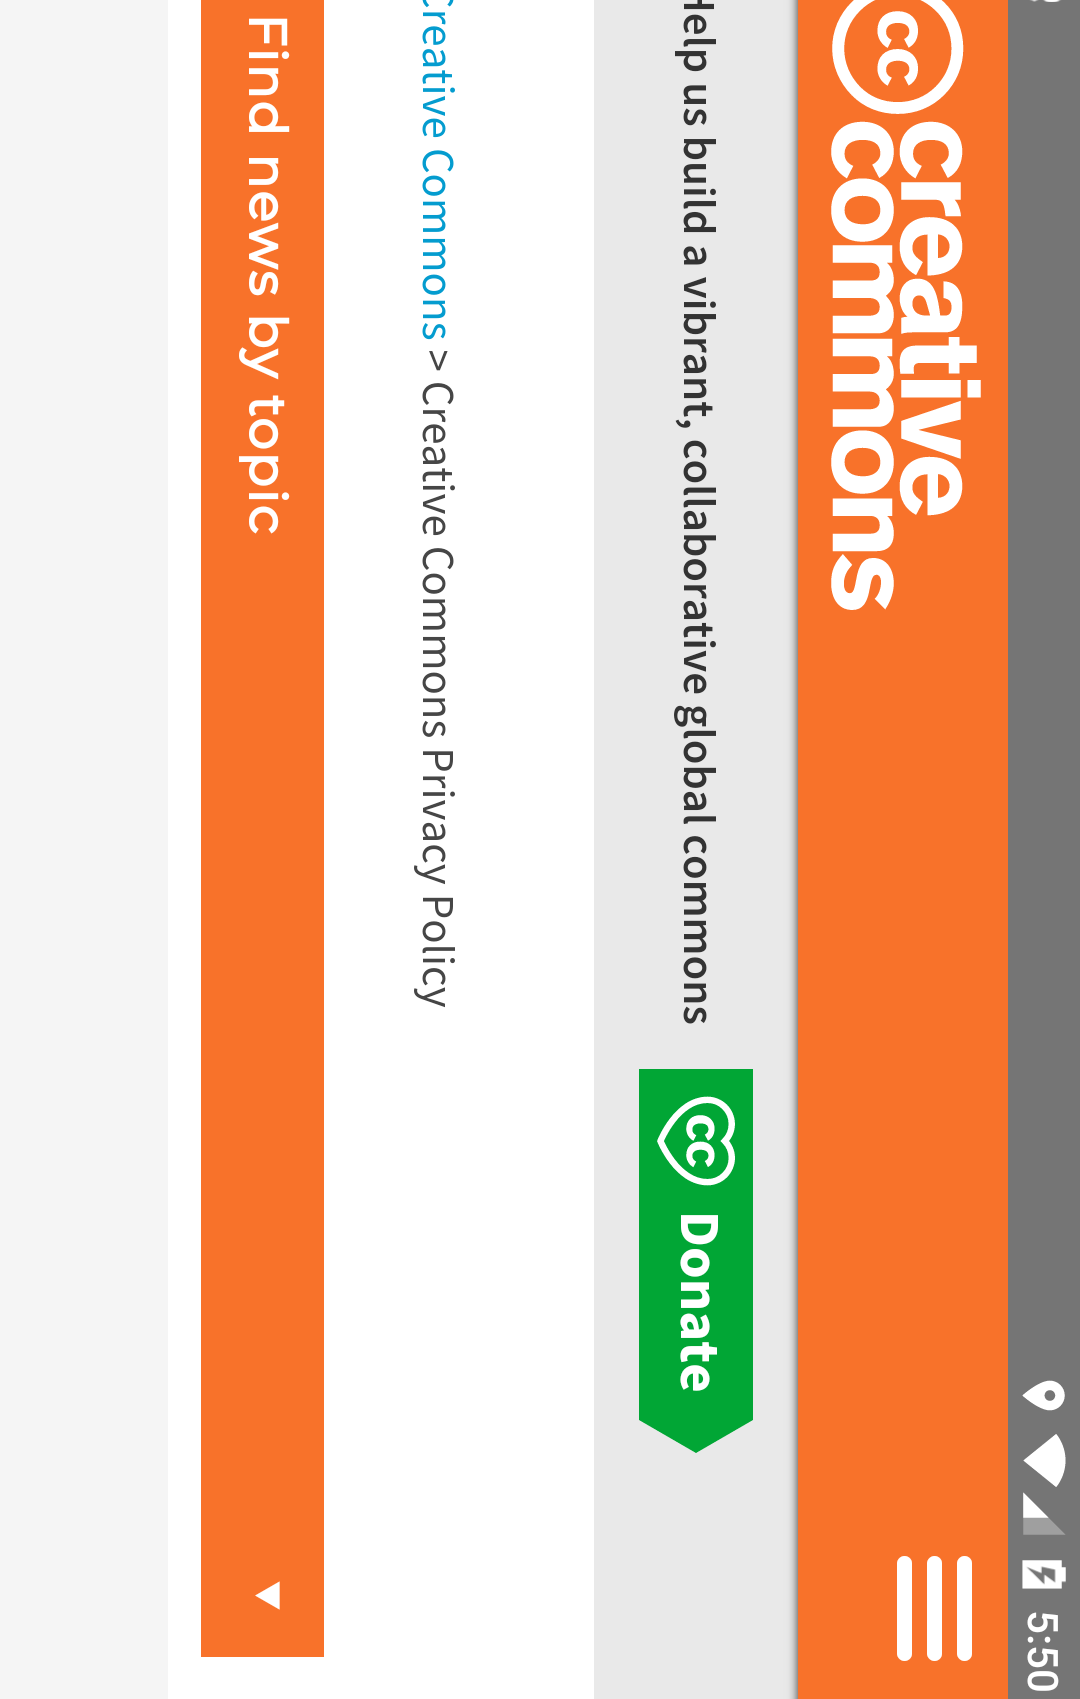 5:50
cc creative
commons
Help us build a vibrant, collaborative global commons
cc Donate
Creative Commons > Creative Commons Privacy Policy
Find news by topic